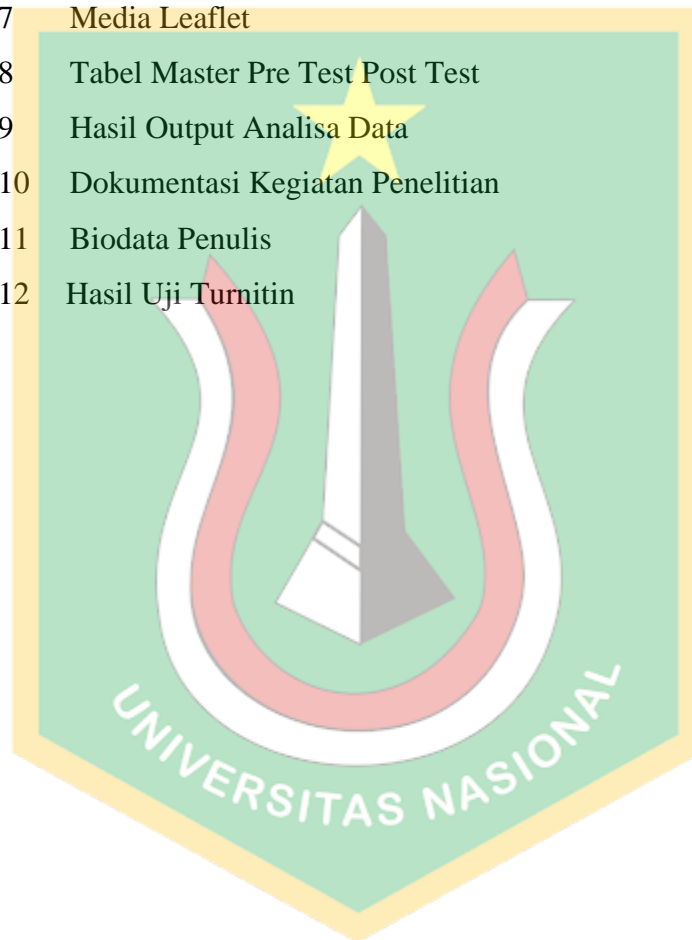 7 Media Leaflet
8 Tabel Master Pre Test Post Test
9 Hasil Output Analisa Data
10 Dokumentasi Kegiatan Penelitian
11 Biodata Penulis
12 Hasil Uji Turnitin
UNIVERSITAS NASIONAL